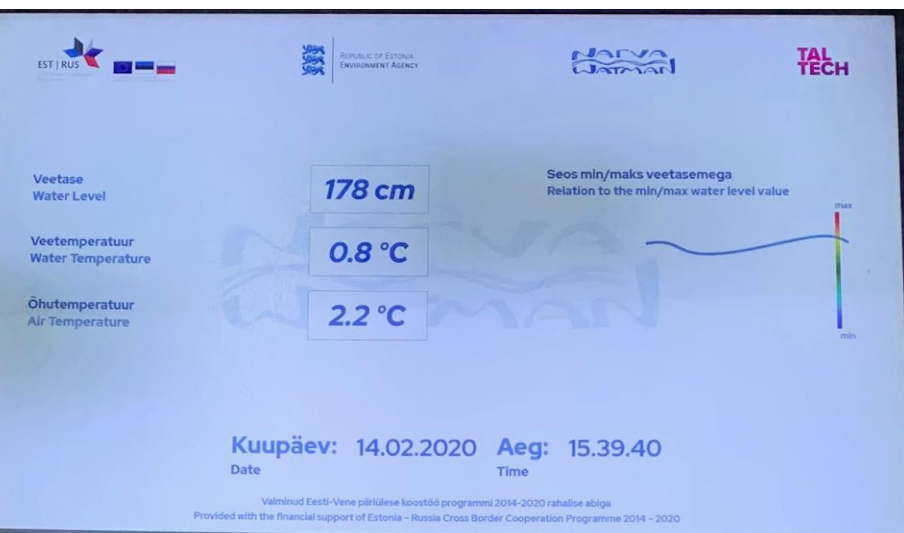 EST | RUS
REPUBLIC OF ESTONIA
ENVIRONMENT AGENCY
NARVA
WATMAN
TAL
TECH
Veetase
Water Level
178 cm
Seos min/maks veetasemega
Relation to the min/max water level value
max
Veetemperatuur
Water Temperature
0.8 °C
Õhutemperatuur
Air Temperature
2.2 °C
min
NARVA
WATMAN
Kuupäev: 14.02.2020 Aeg: 15.39.40
Date Time
Valminud Eesti-Vene piiriülese koostöö programmi 2014-2020 rahalise abiga
Provided with the financial support of Estonia – Russia Cross Border Cooperation Programme 2014 – 2020